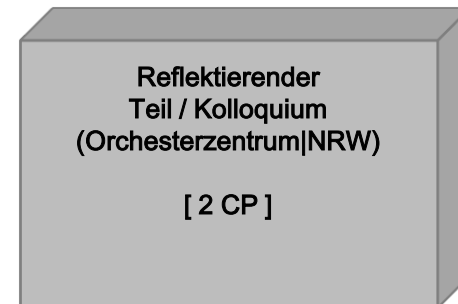 Reflektierender
Teil / Kolloquium
(Orchesterzentrum|NRW)
[ 2 CP ]